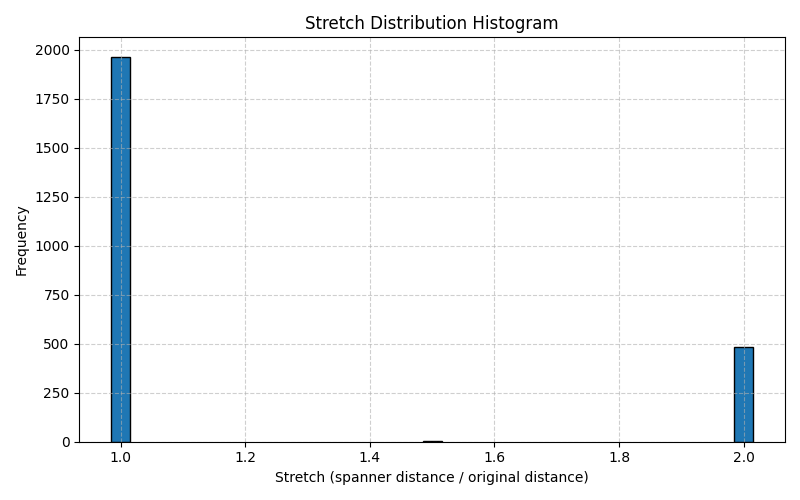 Stretch Distribution Histogram
2000
1750
1500
1250
1000
750
500
250
0
Frequency
1.0 1.2 1.4 1.6 1.8 2.0
Stretch (spanner distance / original distance)